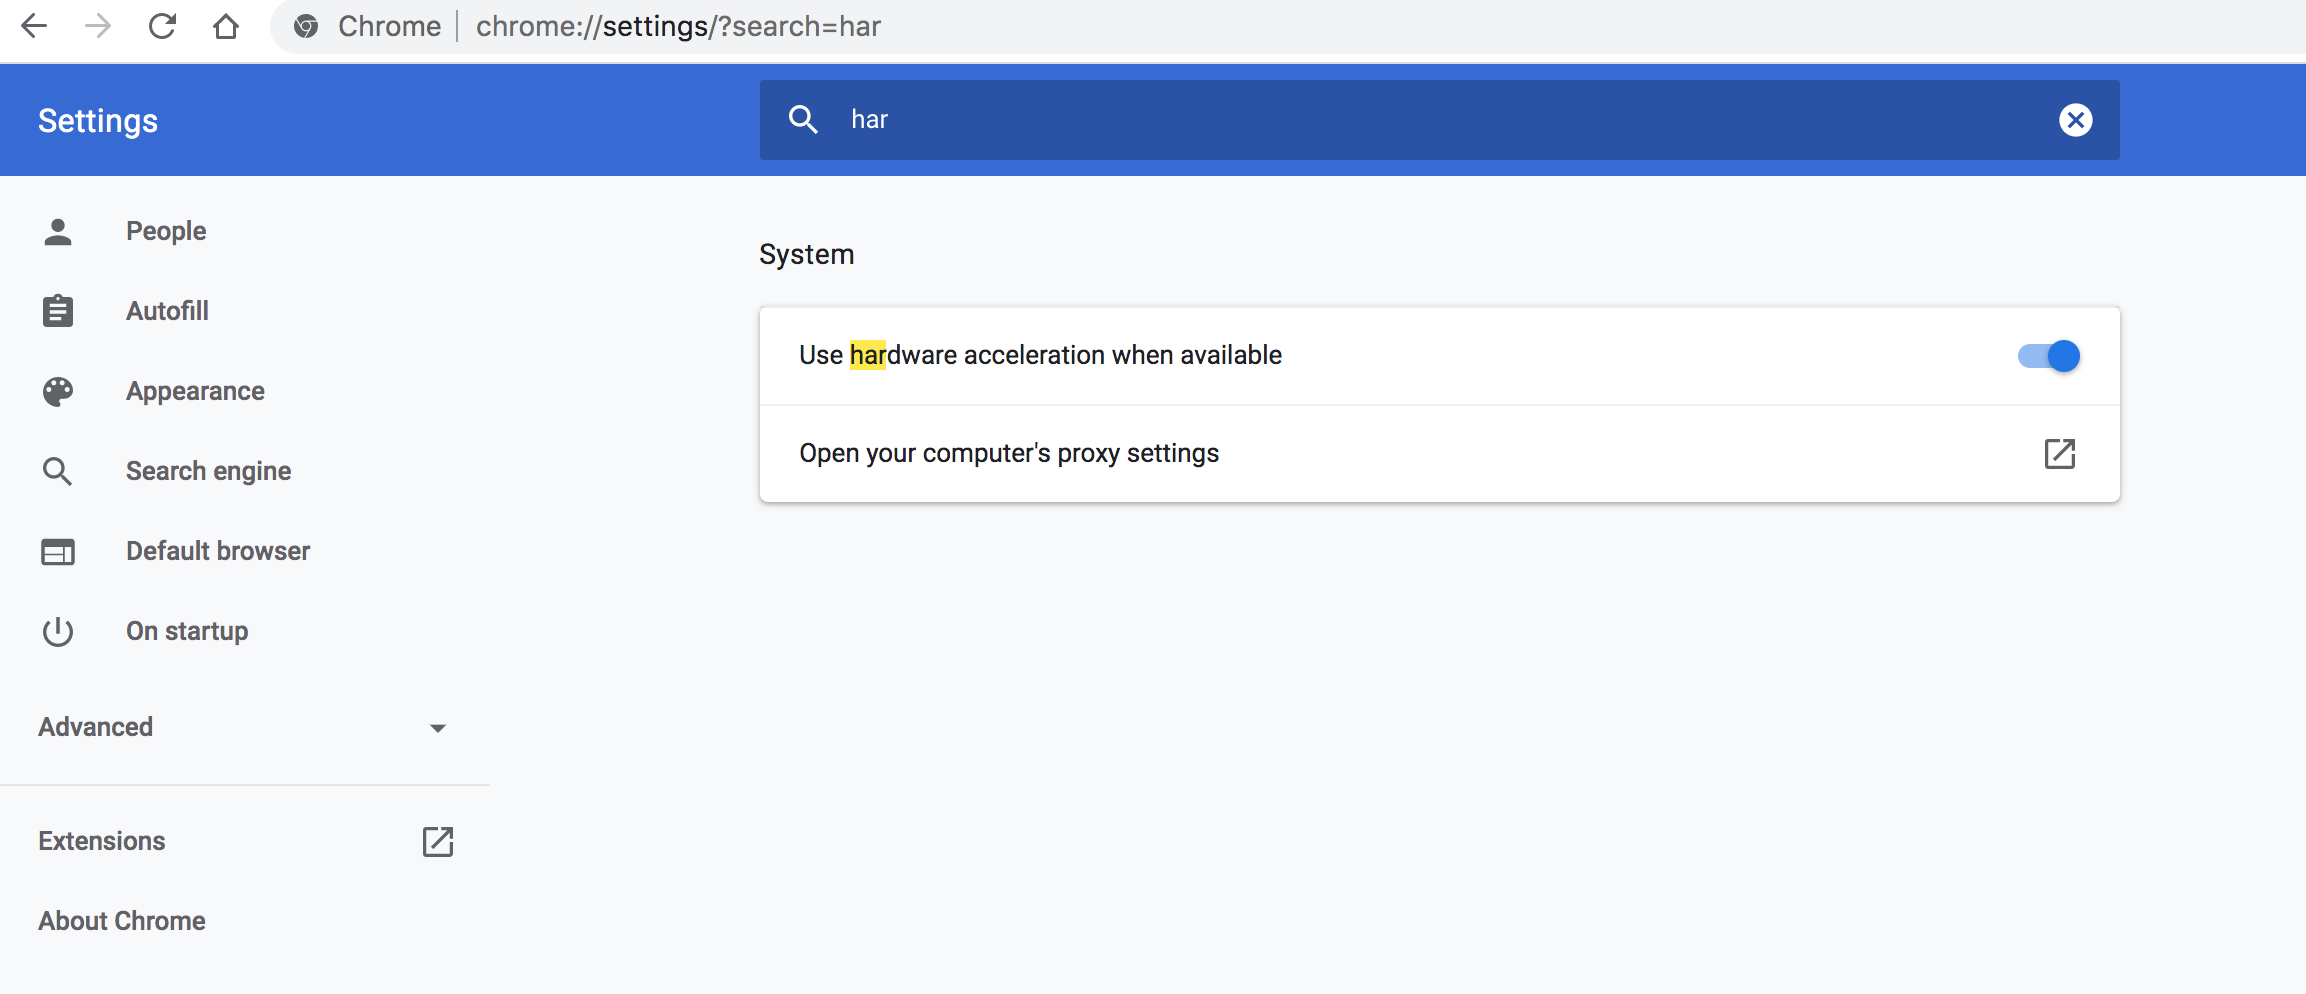 Chrome | chrome://settings/?search=har
Settings
har
People
Autofill
Appearance
Search engine
Default browser
On startup
Advanced
Extensions
About Chrome
System
Use hardware acceleration when available
Open your computer's proxy settings